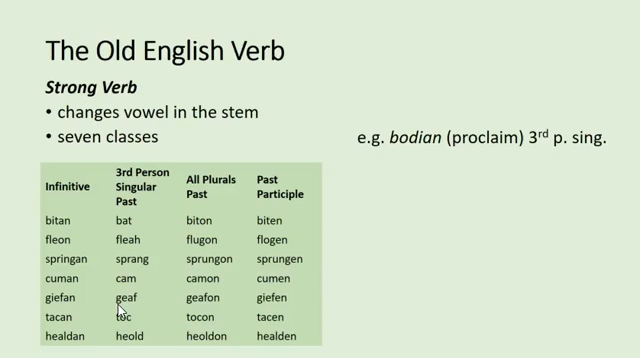 The Old English Verb
Strong Verb
• changes vowel in the stem
• seven classes
e.g. bodian (proclaim) 3rd p. sing.
Infinitive 3rd Person Singular Past All Plurals Past Past Participle
bitan bat biton biten
fleon fleah flugon flogen
springan sprang sprungon sprungen
cuman cam camon cumen
giefan geaf geafon giefen
tacan toc tocon tacen
healdan heold heoldon healden